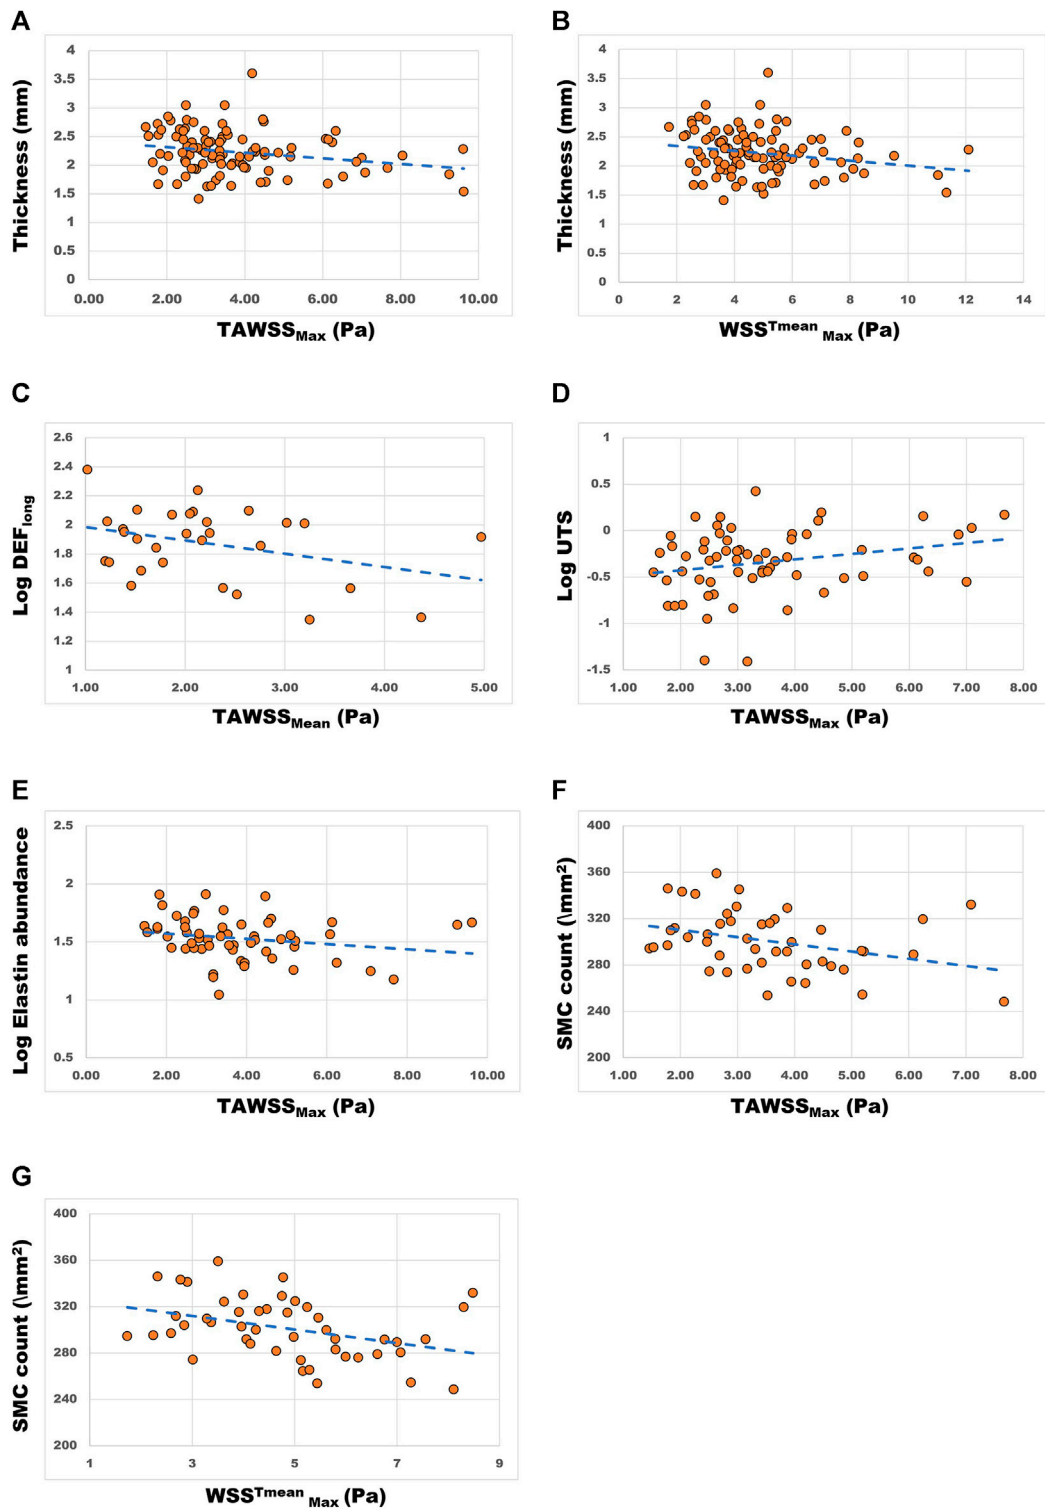 A
Thickness (mm)
4
3.5
3
2.5
2
1.5
1
0.5
0
0.00 2.00 4.00 6.00 8.00 10.00
TAWSSMax (Pa)
B
Thickness (mm)
4
3.5
3
2.5
2
1.5
1
0.5
0
0 2 4 6 8 10 12 14
WSSTmean Max (Pa)
C
Log DEFlong
2.6
2.4
2.2
2
1.8
1.6
1.4
1.2
1
1.00 2.00 3.00 4.00 5.00
TAWSSMean (Pa)
D
Log UTS
1
0.5
0
-0.5
-1
-1.5
1.00 2.00 3.00 4.00 5.00 6.00 7.00 8.00
TAWSSMax (Pa)
E
Log Elastin abundance
2.5
2
1.5
1
0.5
0.00 2.00 4.00 6.00 8.00 10.00
TAWSSMax (Pa)
F
SMC count (\mm²)
400
360
320
280
240
200
1.00 2.00 3.00 4.00 5.00 6.00 7.00 8.00
TAWSSMax (Pa)
G
SMC count (\mm²)
400
360
320
280
240
200
1 3 5 7 9
WSSTmean Max (Pa)